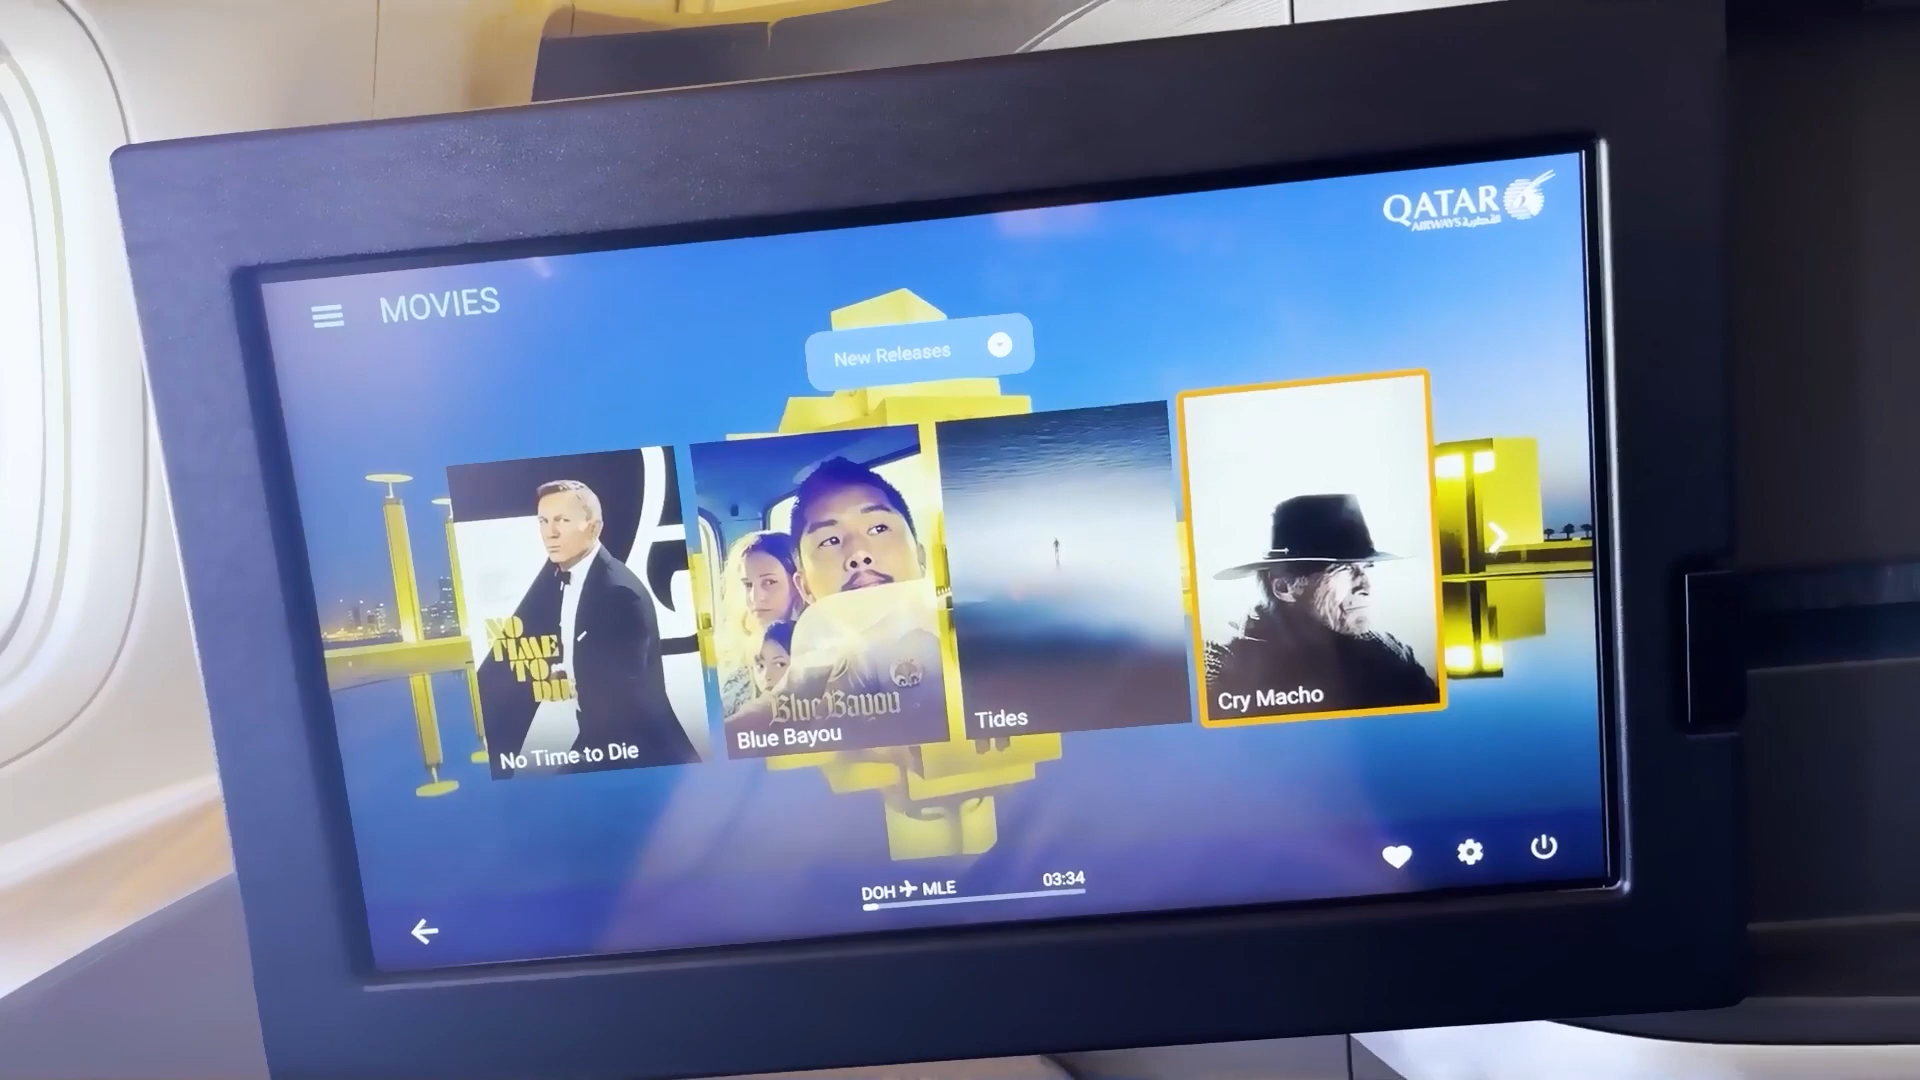 QATAR
AIRWAYS القطرية
MOVIES
New Releases
NO
TIME
TO
DIE
No Time to Die
Blue Bayou
Blue Bayou
Tides
Cry Macho
DOH MLE 03:34